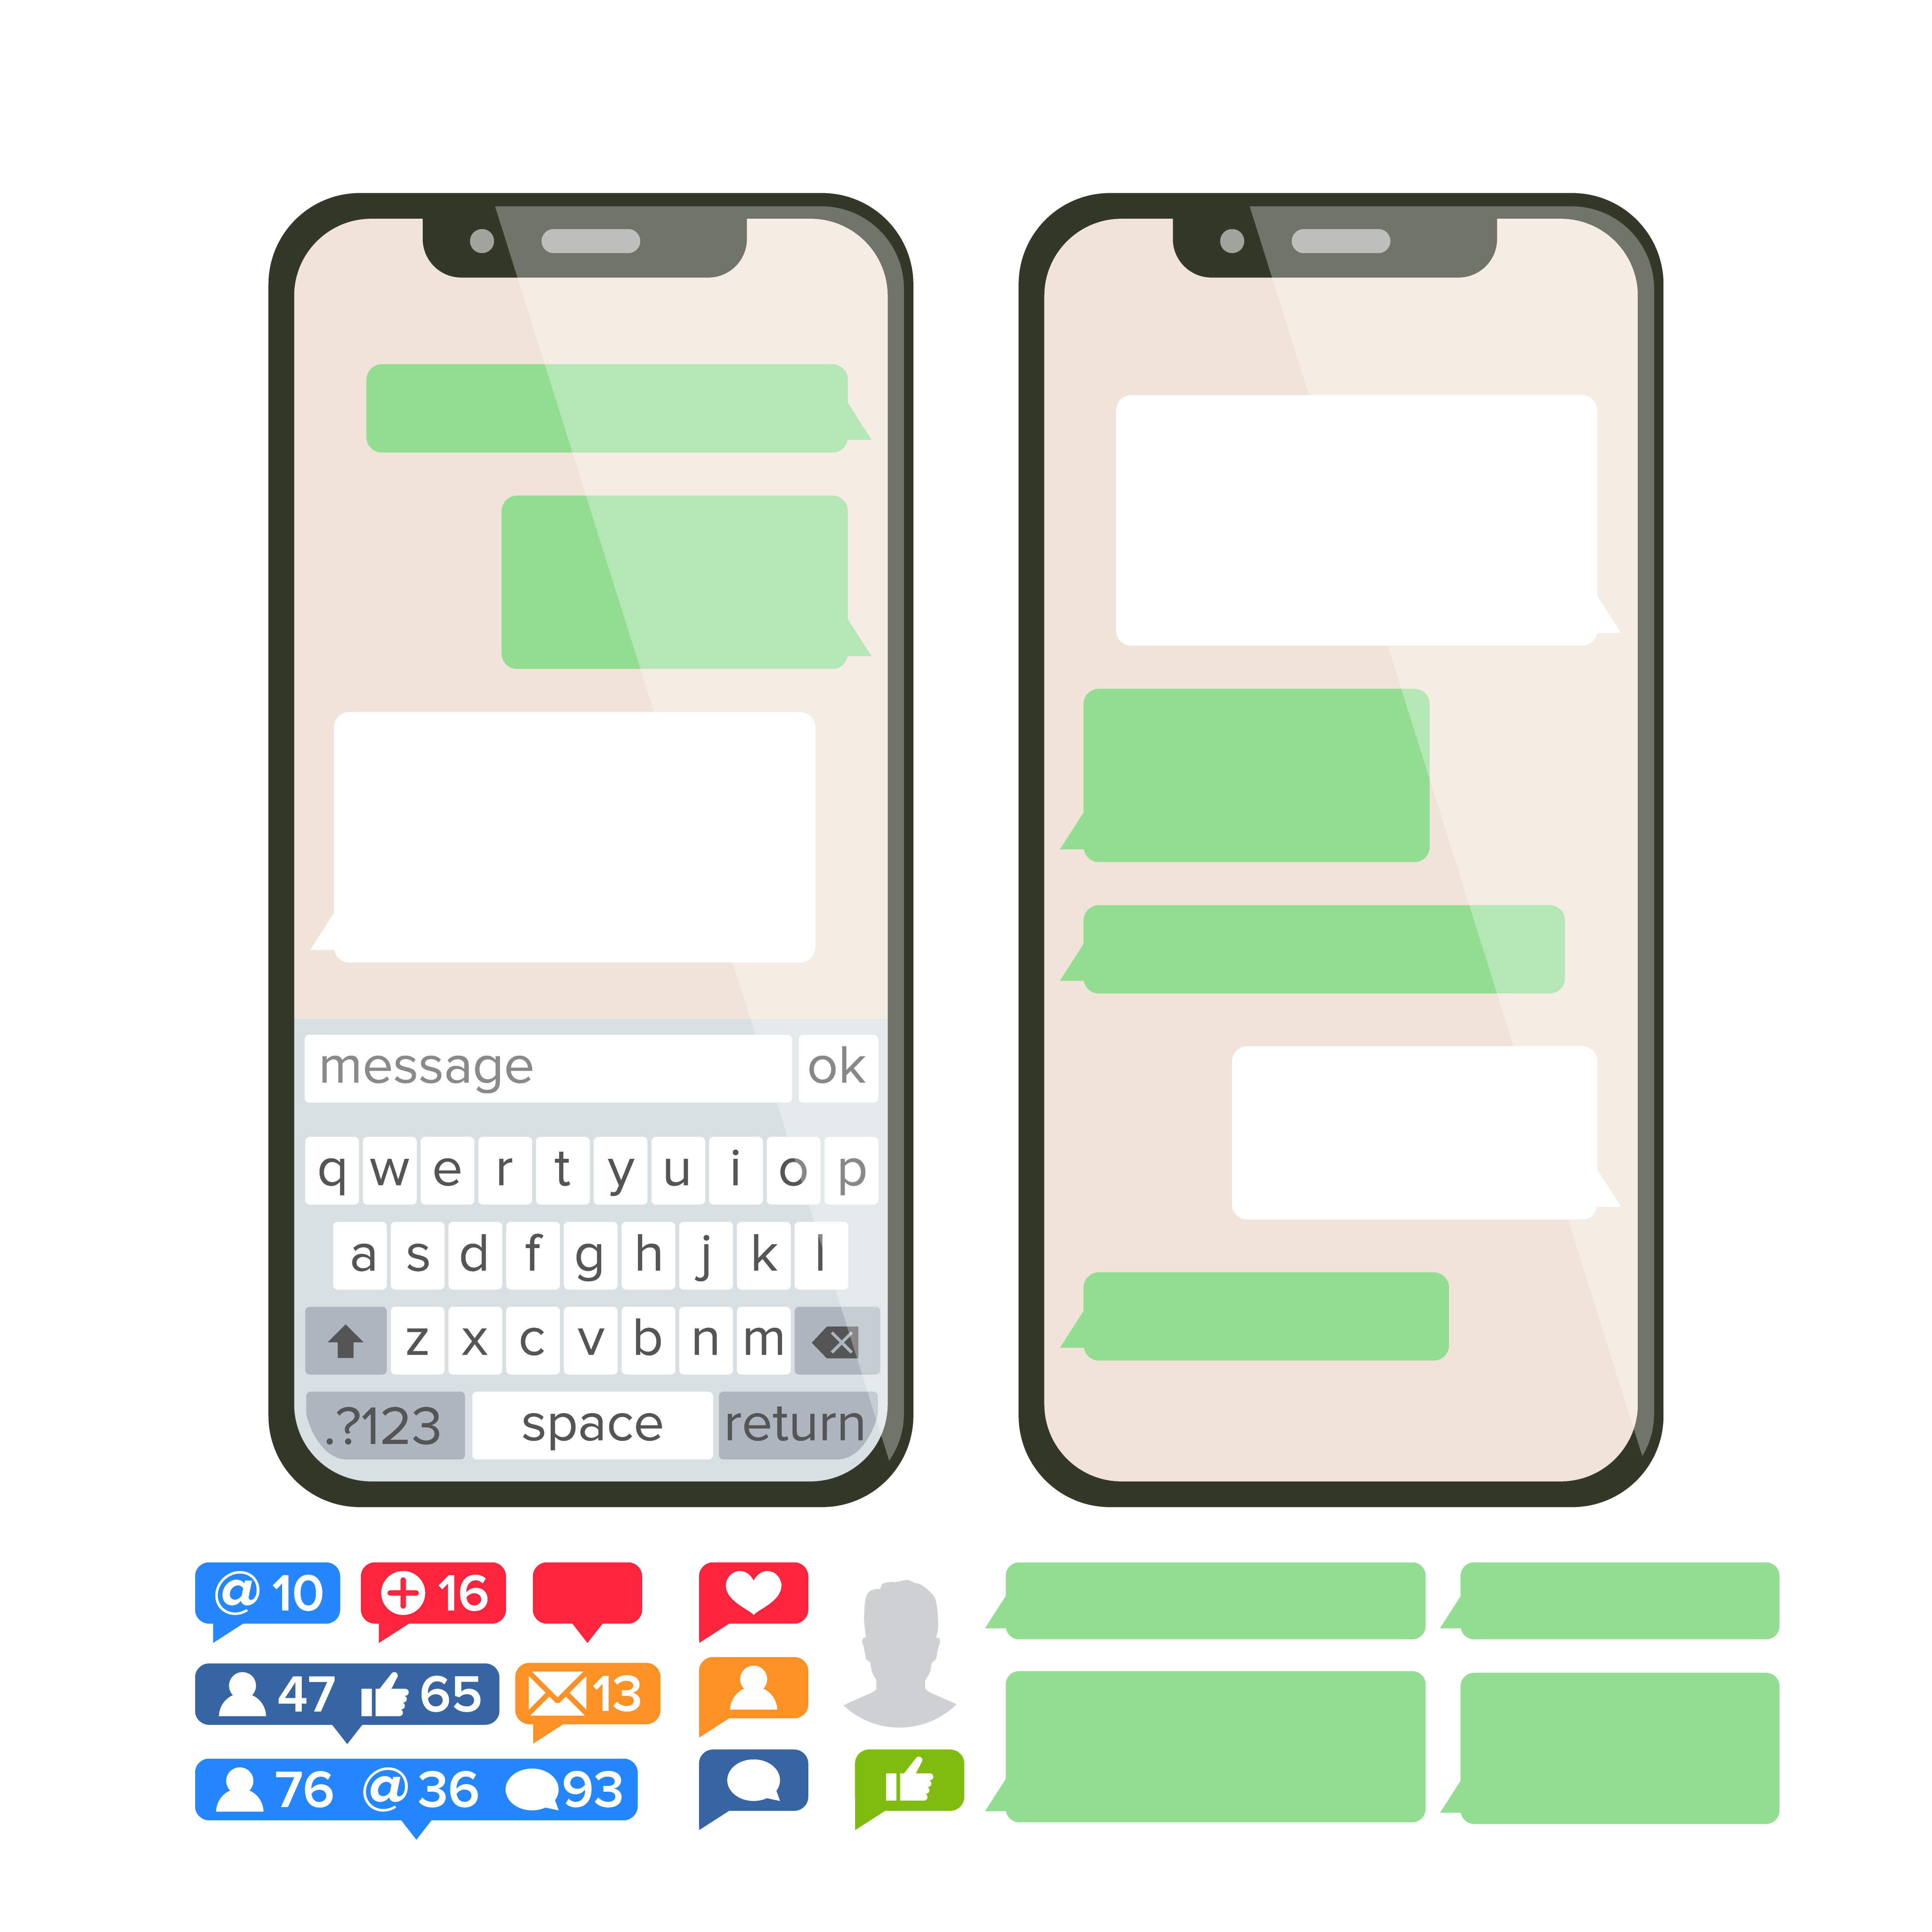 message ok
q w e r t y u i o p
a s d f g h j k l
z x c v b n m
.?123 space return
@ 10
16
47 65
13
76 @ 36 93